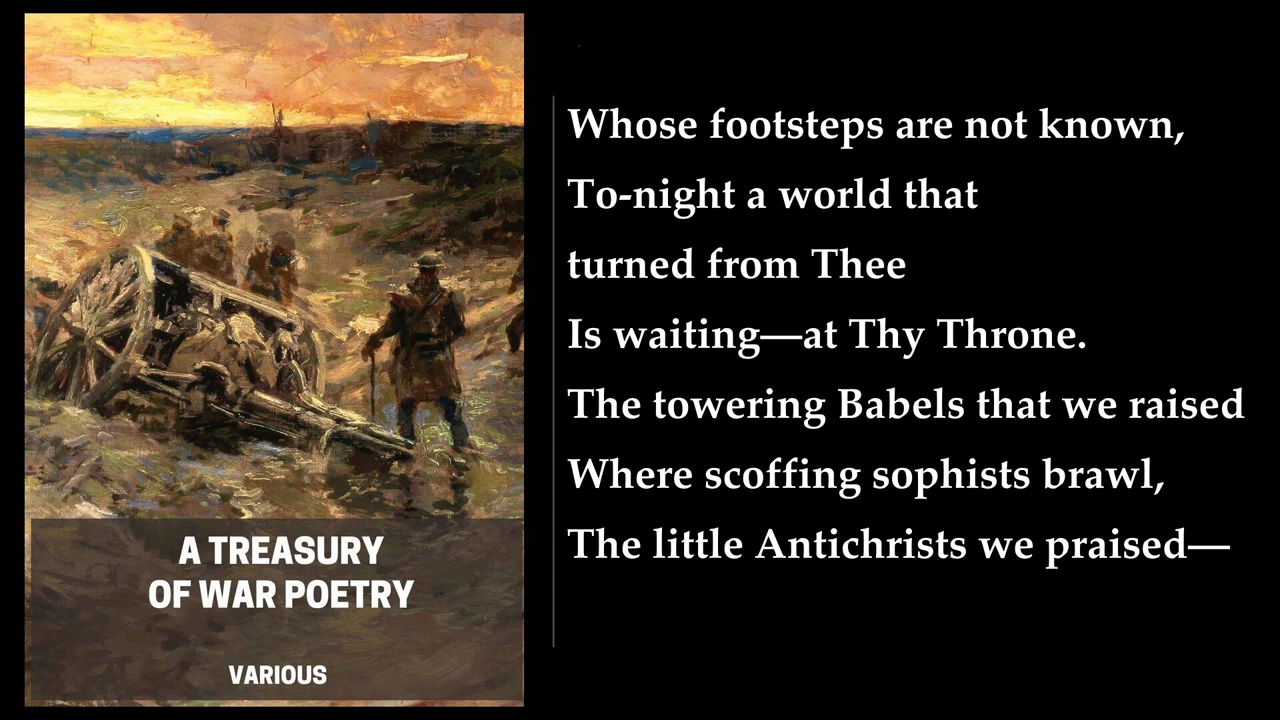 A TREASURY
OF WAR POETRY
VARIOUS
Whose footsteps are not known,
To-night a world that
turned from Thee
Is waiting—at Thy Throne.
The towering Babels that we raised
Where scoffing sophists brawl,
The little Antichrists we praised—